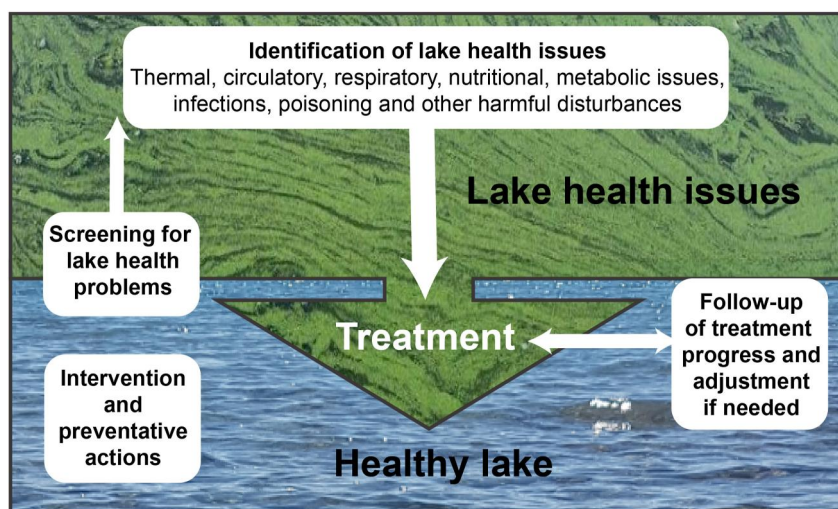 Identification of lake health issues
Thermal, circulatory, respiratory, nutritional, metabolic issues,
infections, poisoning and other harmful disturbances
Lake health issues
Screening for
lake health
problems
Treatment
Follow-up
of treatment
progress and
adjustment
if needed
Intervention
and
preventative
actions
Healthy lake